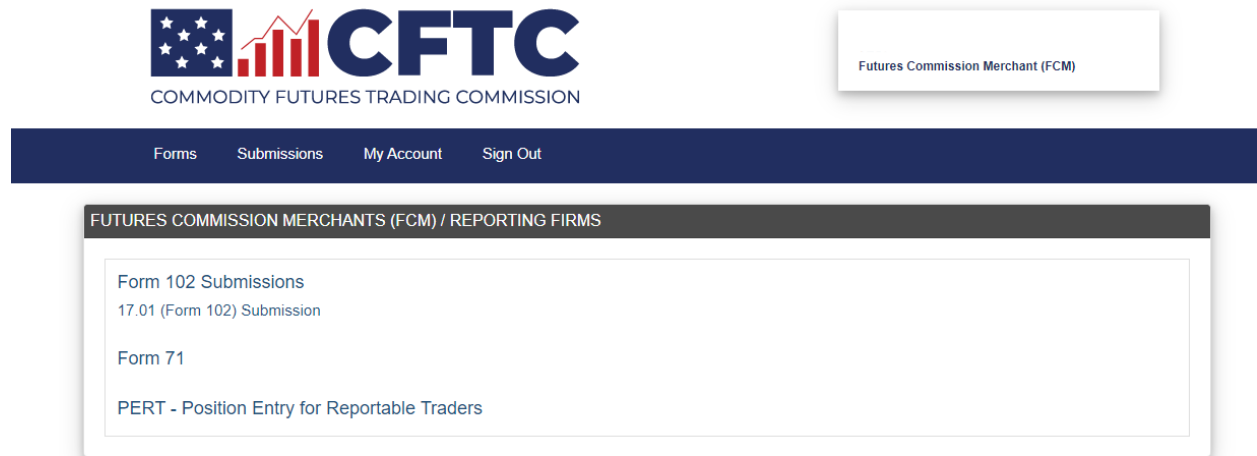 CFTC
COMMODITY FUTURES TRADING COMMISSION
Futures Commission Merchant (FCM)
Forms Submissions My Account Sign Out
FUTURES COMMISSION MERCHANTS (FCM) / REPORTING FIRMS
Form 102 Submissions
17.01 (Form 102) Submission
Form 71
PERT - Position Entry for Reportable Traders